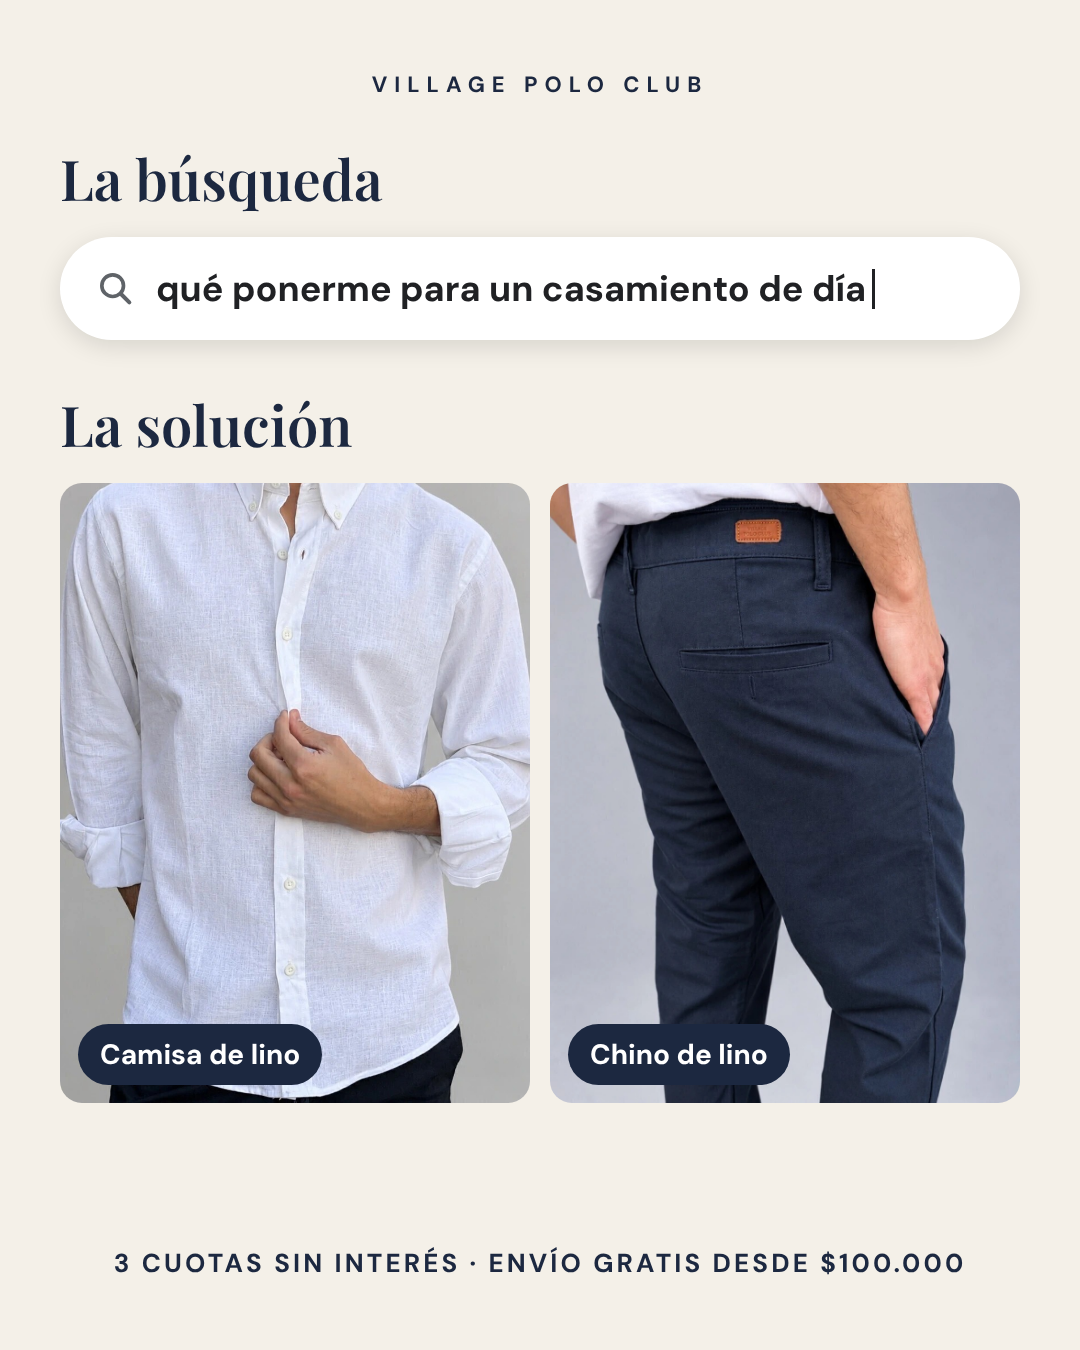 VILLAGE POLO CLUB
La búsqueda
qué ponerme para un casamiento de día
La solución
Camisa de lino
Chino de lino
3 CUOTAS SIN INTERÉS · ENVÍO GRATIS DESDE $100.000